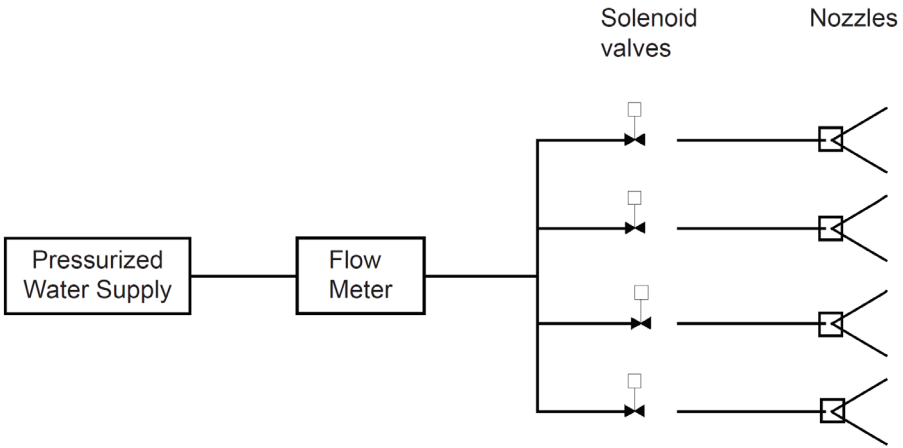 Solenoid
valves
Nozzles
Pressurized
Water Supply
Flow
Meter